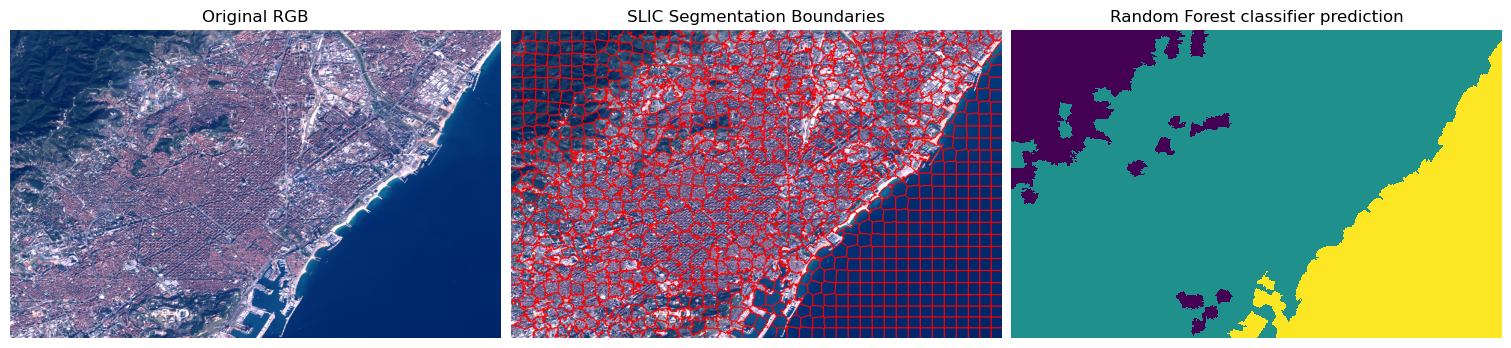 Original RGB
SLIC Segmentation Boundaries
Random Forest classifier prediction